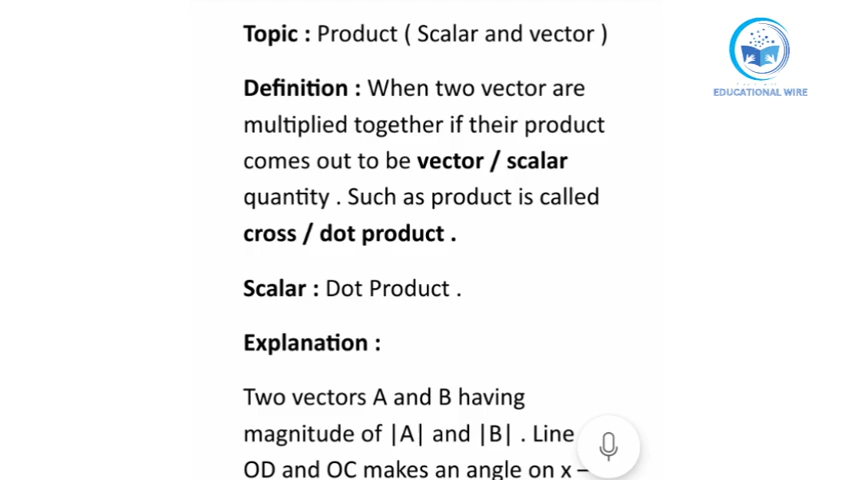 Topic : Product ( Scalar and vector )
EDUCATIONAL WIRE
Definition : When two vector are
multiplied together if their product
comes out to be vector / scalar
quantity . Such as product is called
cross / dot product .
Scalar : Dot Product .
Explanation :
Two vectors A and B having
magnitude of |A| and |B| . Line
OD and OC makes an angle on x –